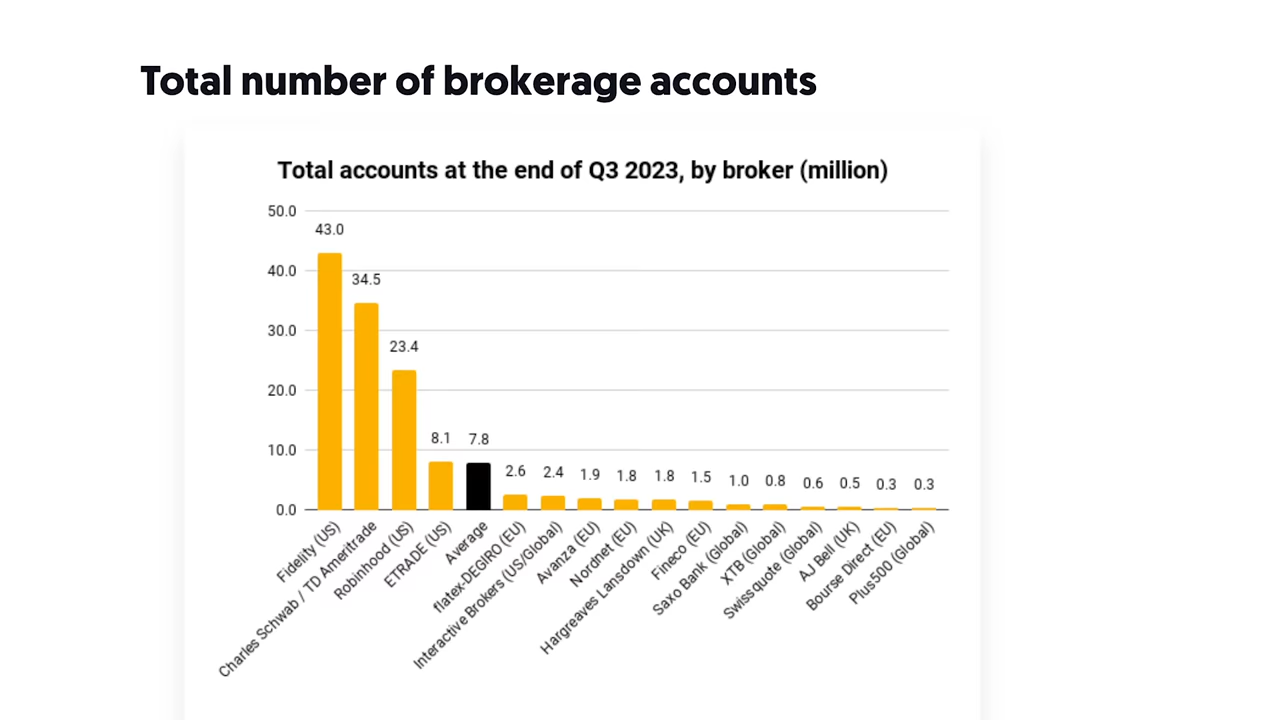 Total number of brokerage accounts
Total accounts at the end of Q3 2023, by broker (million)
50.0
40.0
30.0
20.0
10.0
0.0
43.0
34.5
23.4
8.1
7.8
2.6
2.4
1.9
1.8
1.8
1.5
1.0
0.8
0.6
0.5
0.3
0.3
Fidelity (US)
Charles Schwab / TD Ameritrade
Robinhood (US)
ETRADE (US)
Average
flatex-DEGIRO (EU)
Interactive Brokers (US/Global)
Avanza (EU)
Nordnet (EU)
Hargreaves Lansdown (UK)
Fineco (EU)
Saxo Bank (Global)
XTB (Global)
Swissquote (Global)
AJ Bell (UK)
Bourse Direct (EU)
Plus500 (Global)